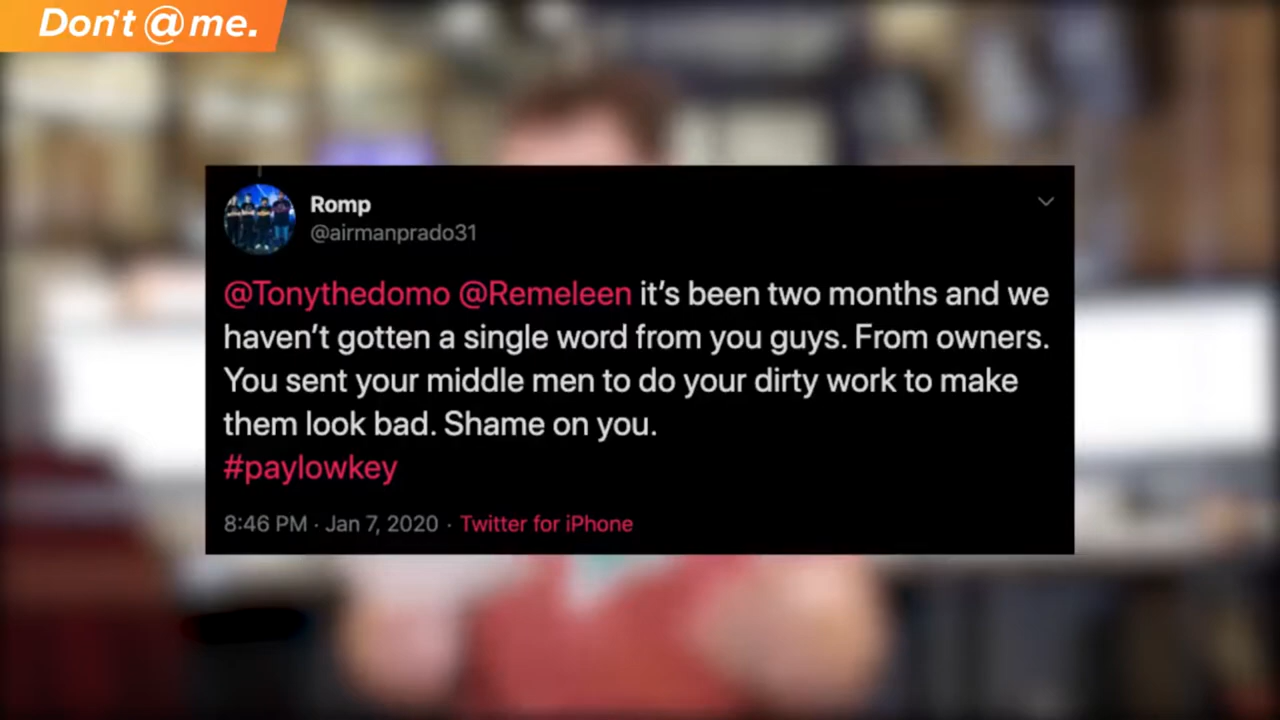 Don't @me.
Romp
@airmanprado31
@Tonythedomo @Remeleen it's been two months and we
haven't gotten a single word from you guys. From owners.
You sent your middle men to do your dirty work to make
them look bad. Shame on you.
#paylowkey
8:46 PM · Jan 7, 2020 · Twitter for iPhone